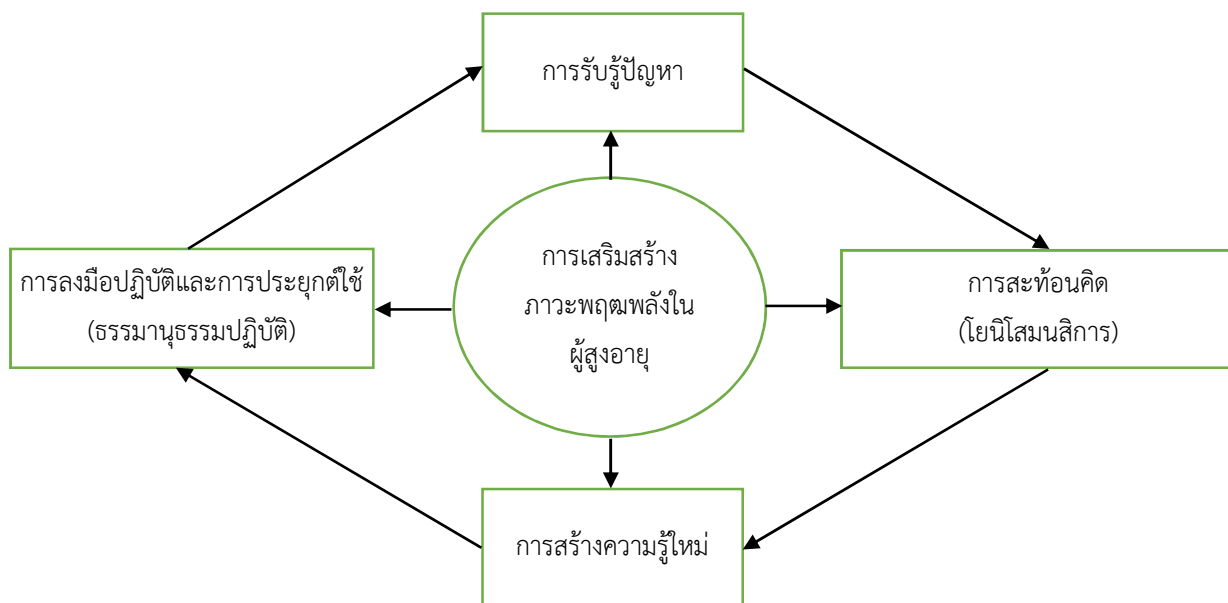 การรับรู้ปัญหา
การเสริมสร้าง
ภาวะพฤฒพลังใน
ผู้สูงอายุ
การลงมือปฏิบัติและการประยุกต์ใช้
(ธรรมานุธรรมปฏิบัติ)
การสะท้อนคิด
(โยนิโสมนสิการ)
การสร้างความรู้ใหม่